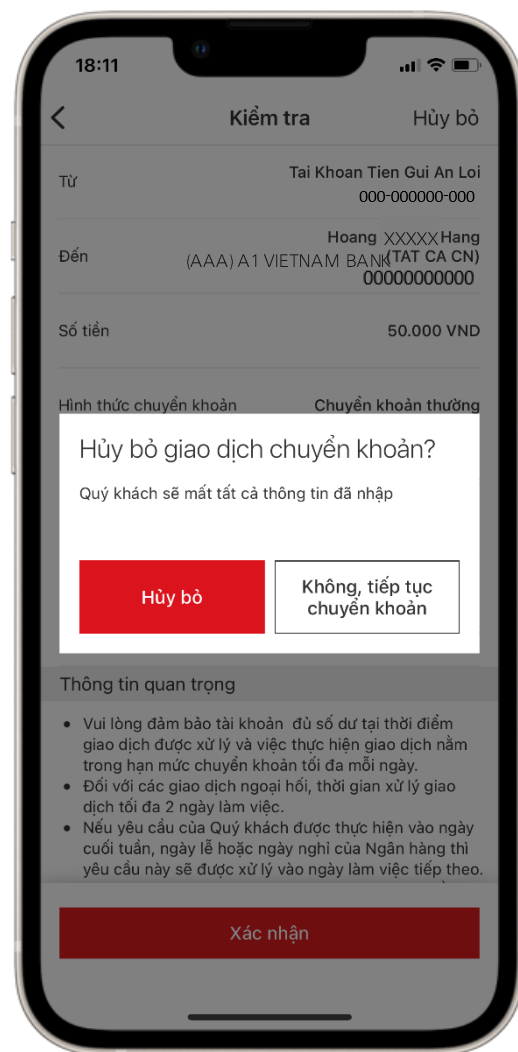 18:11
Kiểm tra
Hủy bỏ
Từ
Tai Khoan Tien Gui An Loi
000-000000-000
Đến
Hoang XXXXX Hang
(AAA) A1 VIETNAM BANK (TAT CA CN)
00000000000
Số tiền
50.000 VND
Hình thức chuyển khoản
Chuyển khoản thường
Hủy bỏ giao dịch chuyển khoản?
Quý khách sẽ mất tất cả thông tin đã nhập
Hủy bỏ
Không, tiếp tục
chuyển khoản
Thông tin quan trọng
• Vui lòng đảm bảo tài khoản đủ số dư tại thời điểm
giao dịch được xử lý và việc thực hiện giao dịch nằm
trong hạn mức chuyển khoản tối đa mỗi ngày.
• Đối với các giao dịch ngoại hối, thời gian xử lý giao
dịch tối đa 2 ngày làm việc.
• Nếu yêu cầu của Quý khách được thực hiện vào ngày
cuối tuần, ngày lễ hoặc ngày nghỉ của Ngân hàng thì
yêu cầu này sẽ được xử lý vào ngày làm việc tiếp theo.
Xác nhận